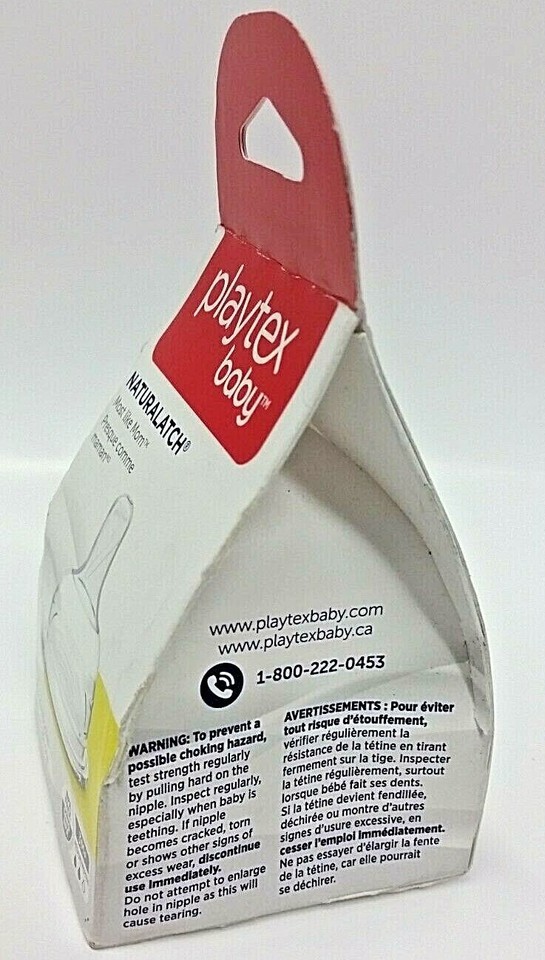 playtex
baby™
NATURALATCH®
Most like Mom™
Presque comme
maman™
www.playtexbaby.com
www.playtexbaby.ca
1-800-222-0453
WARNING: To prevent a
possible choking hazard,
test strength regularly
by pulling hard on the
nipple. Inspect regularly,
especially when baby is
teething. If nipple
becomes cracked, torn
or shows other signs of
excess wear, discontinue
use immediately.
Do not attempt to enlarge
hole in nipple as this will
cause tearing.
AVERTISSEMENTS : Pour éviter
tout risque d'étouffement,
vérifier régulièrement la
résistance de la tétine en tirant
fermement sur la tige. Inspecter
la tétine régulièrement, surtout
lorsque bébé fait ses dents.
Si la tétine devient fendillée,
déchirée ou montre d'autres
signes d'usure excessive, en
cesser l'emploi immédiatement.
Ne pas essayer d'élargir la fente
de la tétine, car elle pourrait
se déchirer.